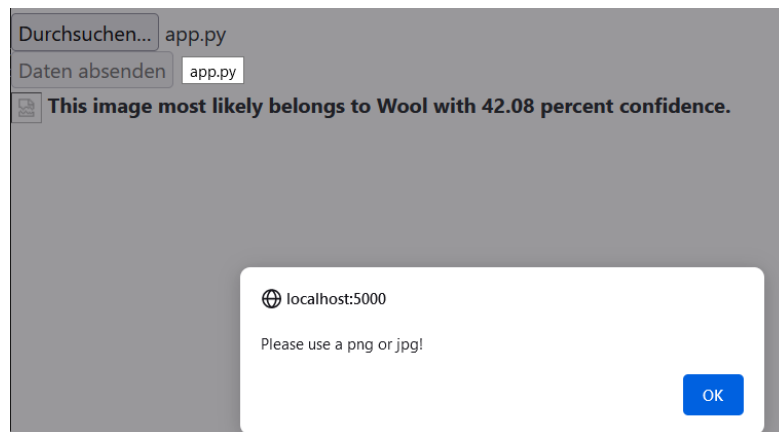 Durchsuchen... app.py
Daten absenden app.py
This image most likely belongs to Wool with 42.08 percent confidence.
localhost:5000
Please use a png or jpg!
OK